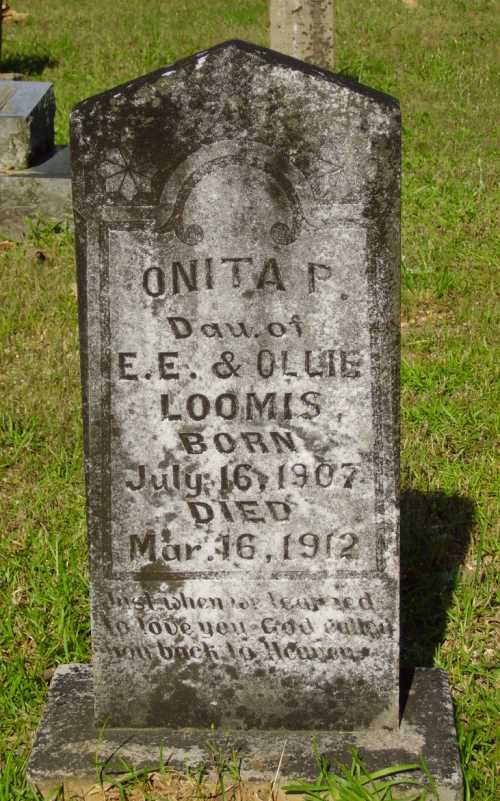 ONITA P.
Dau. of
E.E. & OLLIE
LOOMIS
BORN
July 16, 1907
DIED
Mar. 16, 1912
Just when we learned
to love you God called
you back to Heaven.